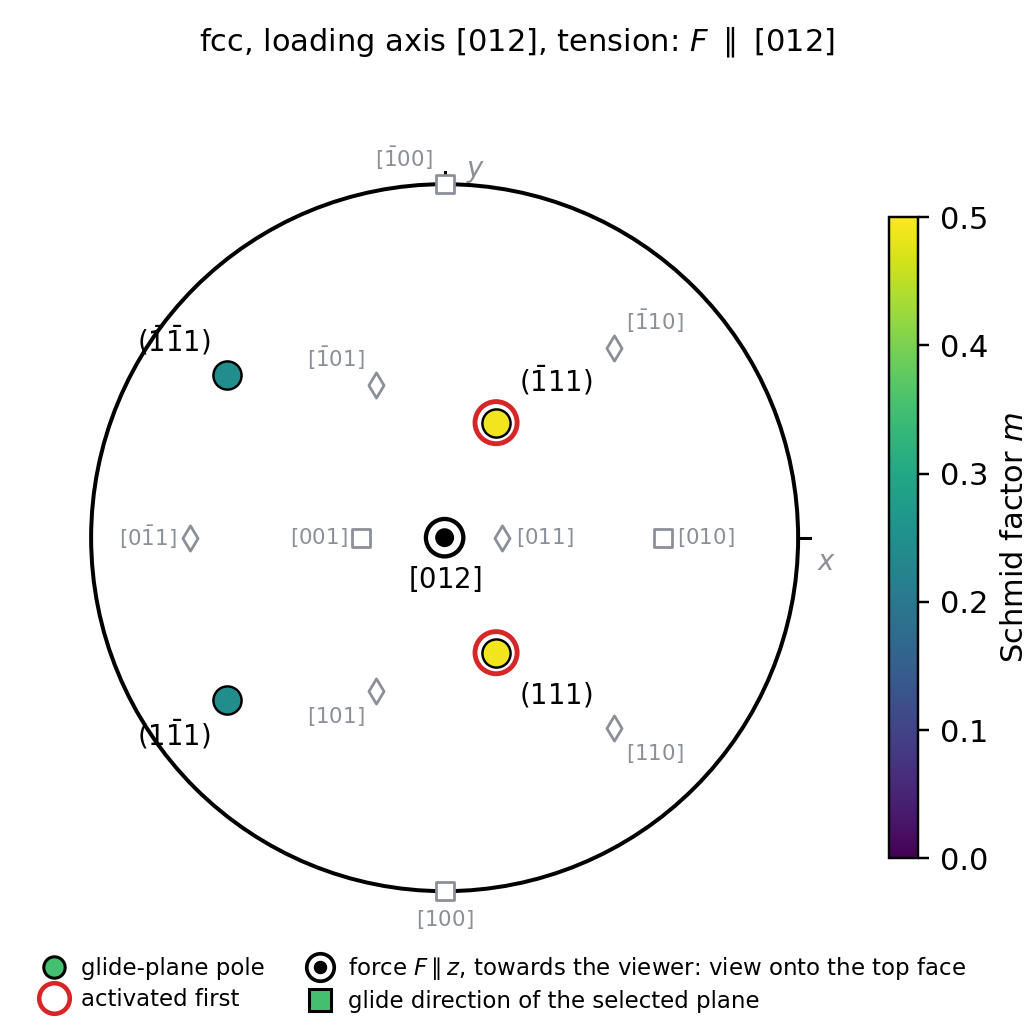 fcc, loading axis [012], tension: F ∥ [012]
[1̄00]
y
0.5
(1̄1̄1)
[1̄01]
[1̄10]
(1̄11)
0.4
[01̄1]
[001]
[011]
[010]
[012]
x
0.3
Schmid factor m
0.2
[101]
(111)
(11̄1)
[110]
0.1
0.0
[100]
glide-plane pole
force F ∥ z, towards the viewer: view onto the top face
activated first
glide direction of the selected plane